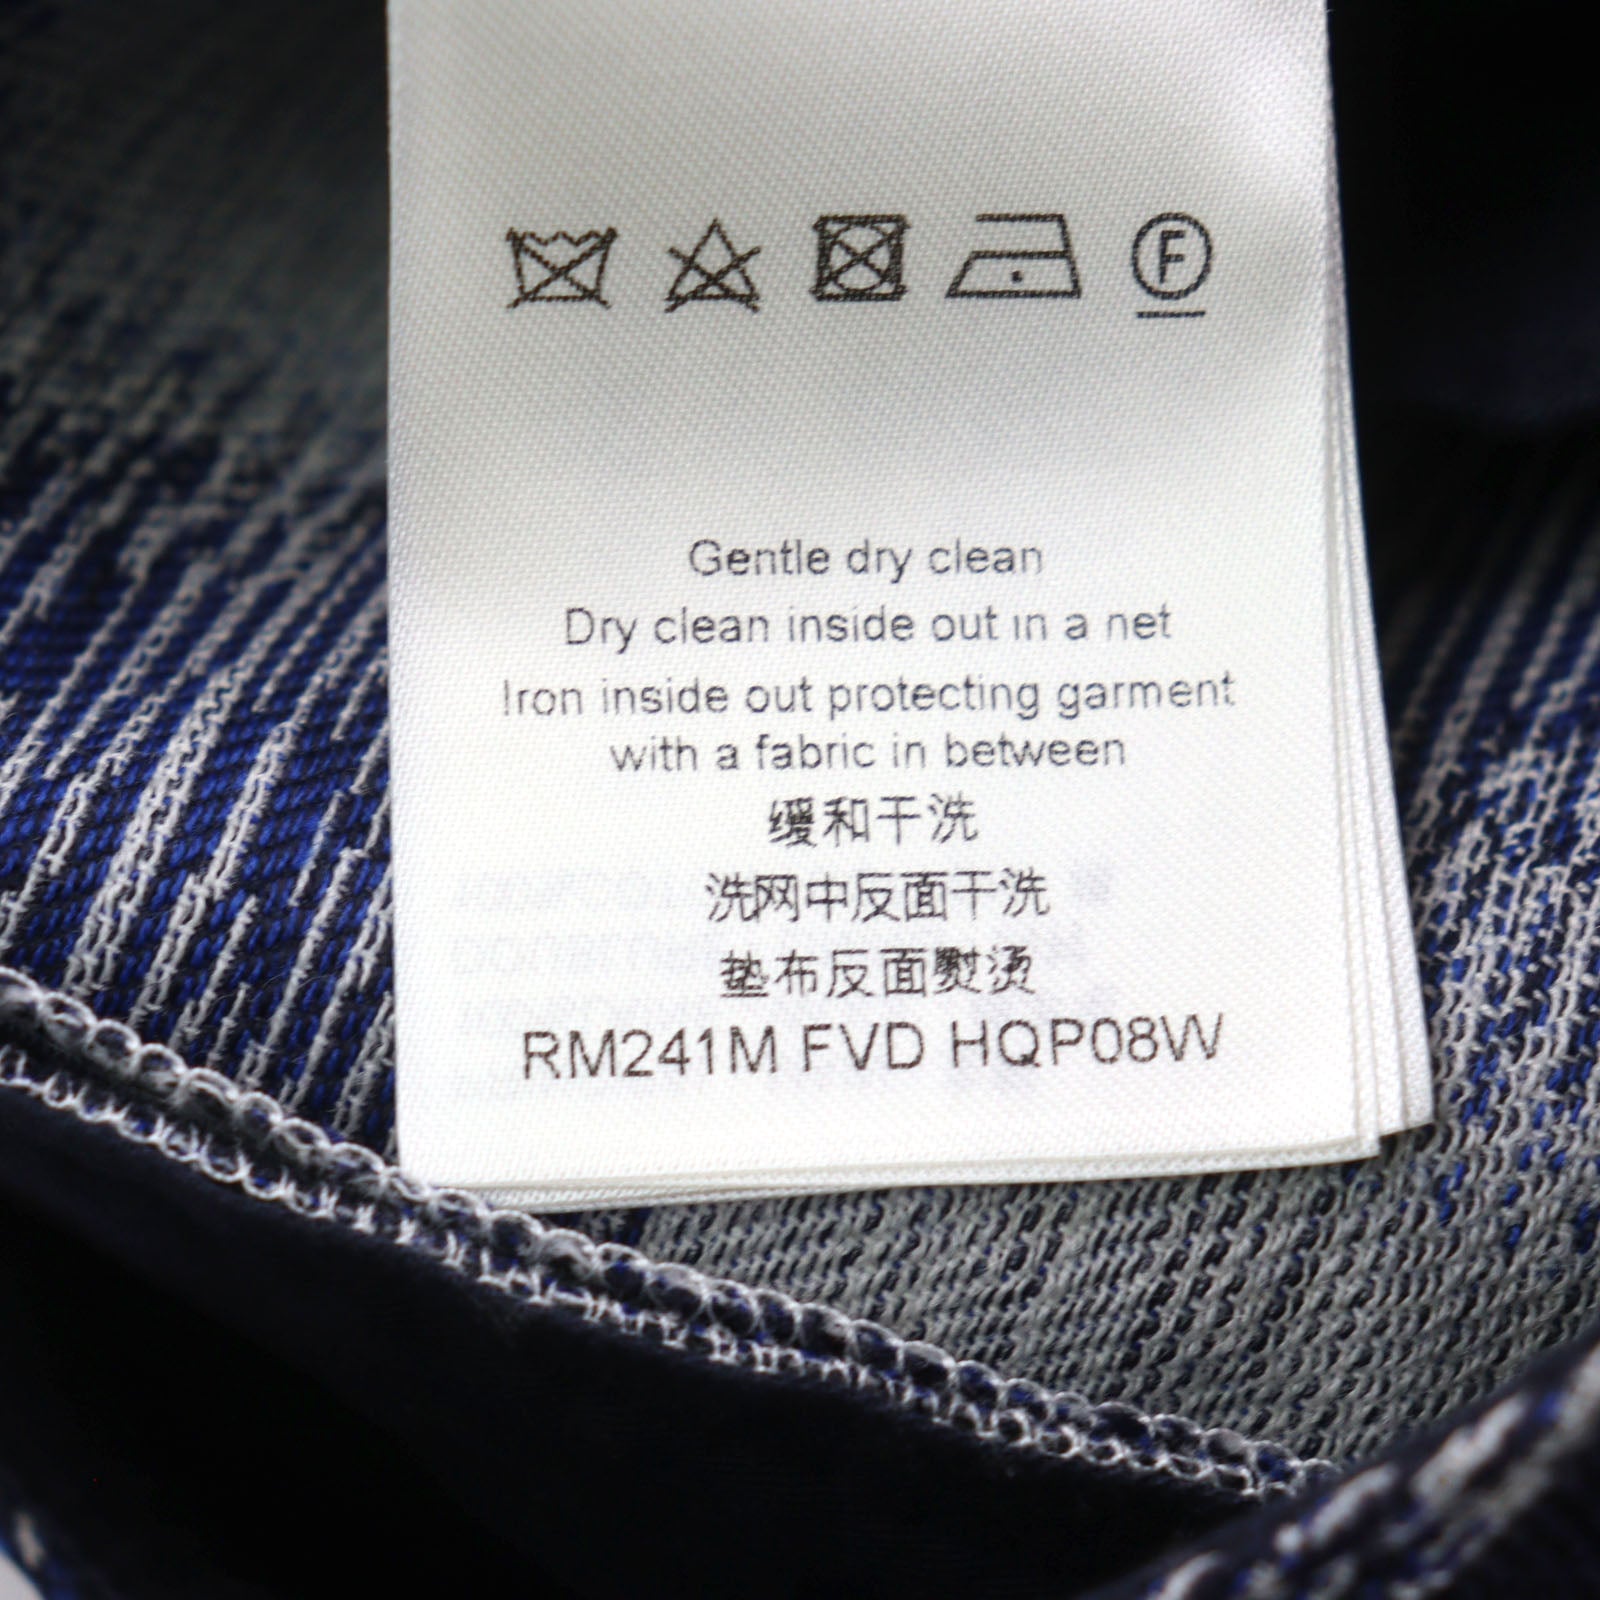 F
Gentle dry clean
Dry clean inside out in a net
Iron inside out protecting garment
with a fabric in between
缓和干洗
洗网中反面干洗
垫布反面熨烫
RM241M FVD HQP08W